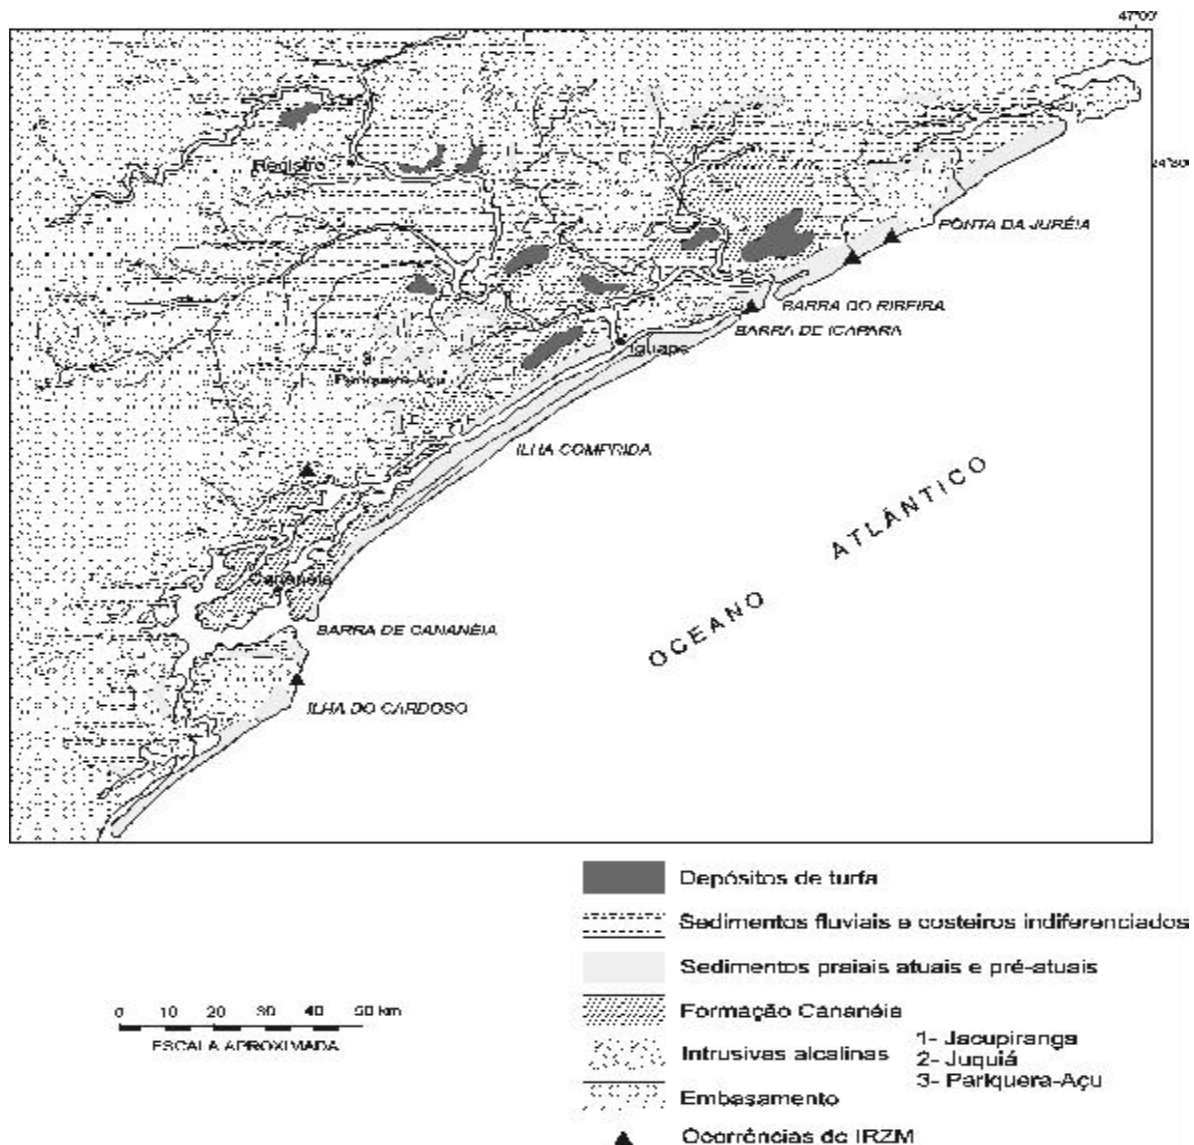 47°00'
Registro
PONTA DA JURÉIA
BARRA DO RIBEIRA
BARRA DE ICAPARA
Iguape
3
Pariquera-Açu
ILHA COMPRIDA
OCEANO ATLÂNTICO
Cananéia
BARRA DE CANANÉIA
ILHA DO CARDOSO
Depósitos de turfa
Sedimentos fluviais e costeiros indiferenciados
Sedimentos praiais atuais e pré-atuais
Formação Cananéia
Intrusivas alcalinas
1- Jacupiranga
2- Juquiá
3- Pariquera-Açu
Embasamento
Ocorrências de IRZM
0 10 20 30 40 50 km
ESCALA APROXIMADA